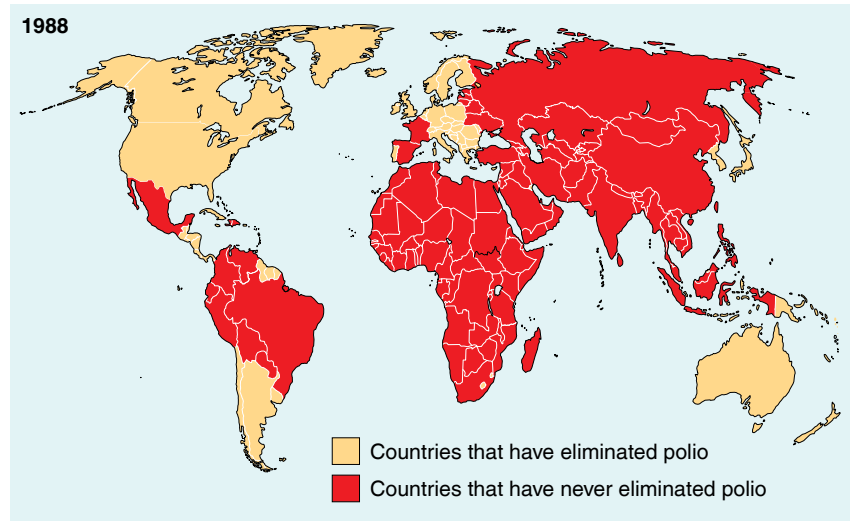 1988
Countries that have eliminated polio
Countries that have never eliminated polio